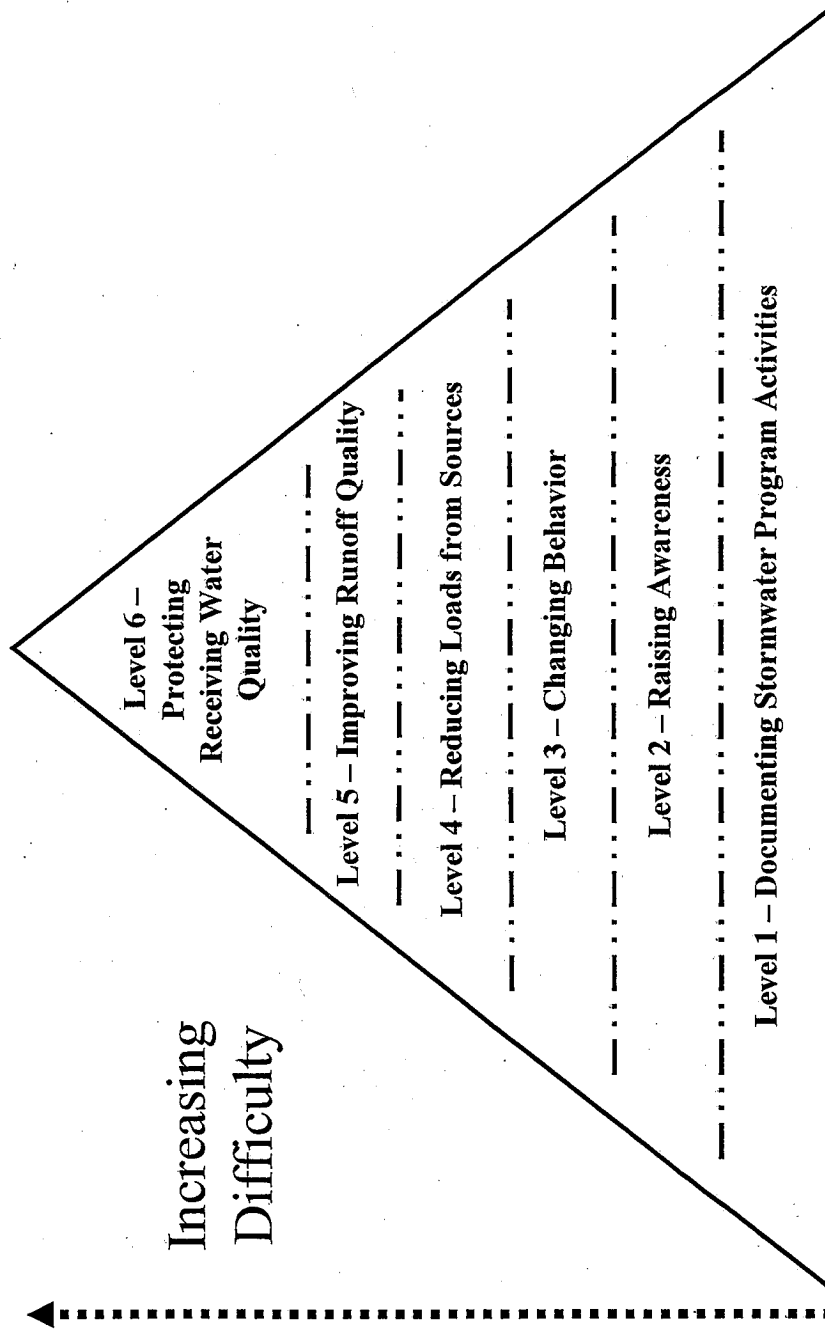 Increasing
Difficulty
Level 6 –
Protecting
Receiving Water
Quality
Level 5 – Improving Runoff Quality
Level 4 – Reducing Loads from Sources
Level 3 – Changing Behavior
Level 2 – Raising Awareness
Level 1 – Documenting Stormwater Program Activities